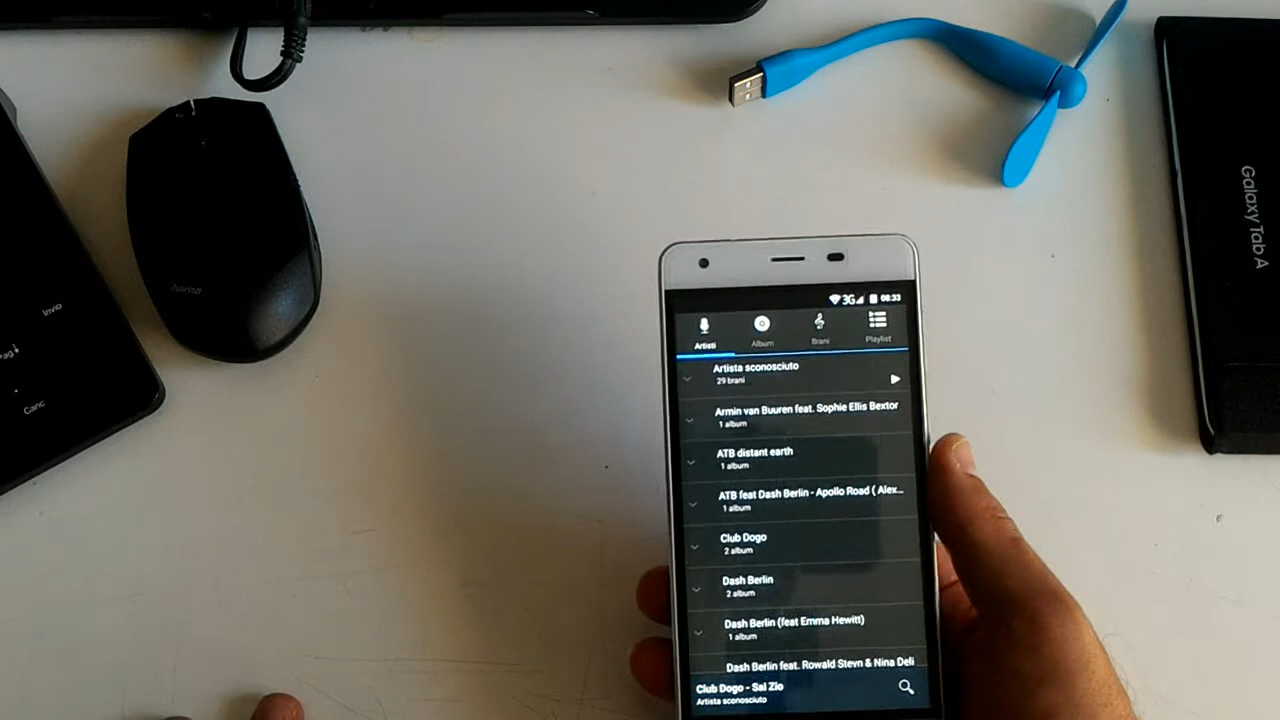 Galaxy Tab A
hama
Invio
Pag
Canc
3G
08:33
Artisti
Album
Brani
Playlist
Artista sconosciuto
29 brani
Armin van Buuren feat. Sophie Ellis Bextor
1 album
ATB distant earth
1 album
ATB feat Dash Berlin - Apollo Road ( Alex...
1 album
Club Dogo
2 album
Dash Berlin
2 album
Dash Berlin (feat Emma Hewitt)
1 album
Dash Berlin feat. Rowald Stevn & Nina Deli
Club Dogo - Sai Zio
Artista sconosciuto